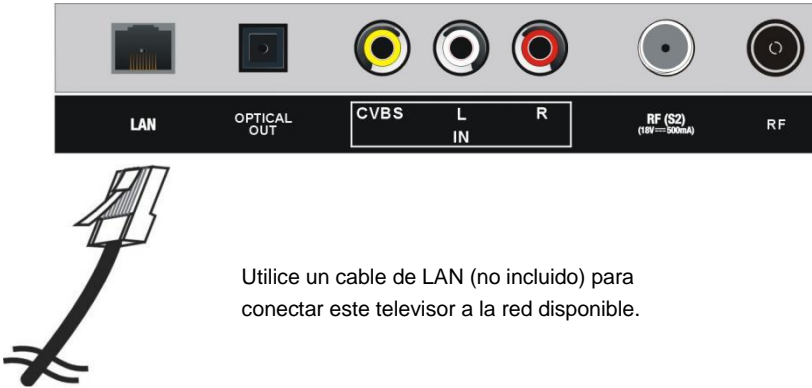 LAN
OPTICAL
OUT
CVBS L R
IN
RF (S2)
(18V⎓500mA)
RF
Utilice un cable de LAN (no incluido) para
conectar este televisor a la red disponible.